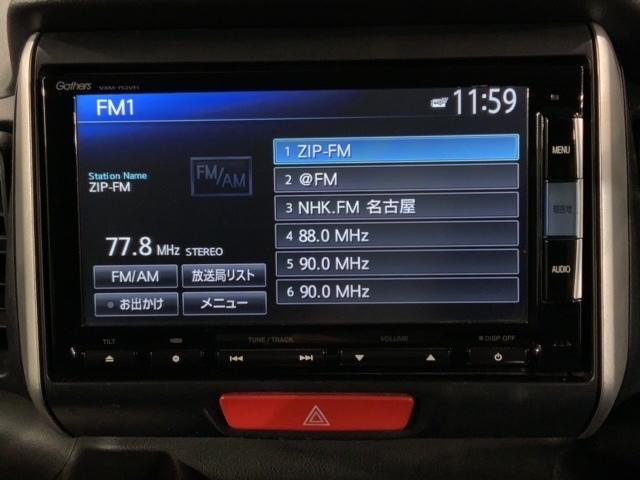 Gathers VXM-152VFi
FM1
11:59
Station Name
ZIP-FM
FM/AM
77.8 MHz STEREO
FM/AM
放送局リスト
お出かけ
メニュー
1 ZIP-FM
2 @FM
3 NHK.FM 名古屋
4 88.0 MHz
5 90.0 MHz
6 90.0 MHz
MENU
現在地
AUDIO
TILT
TUNE / TRACK
VOLUME
DISP OFF